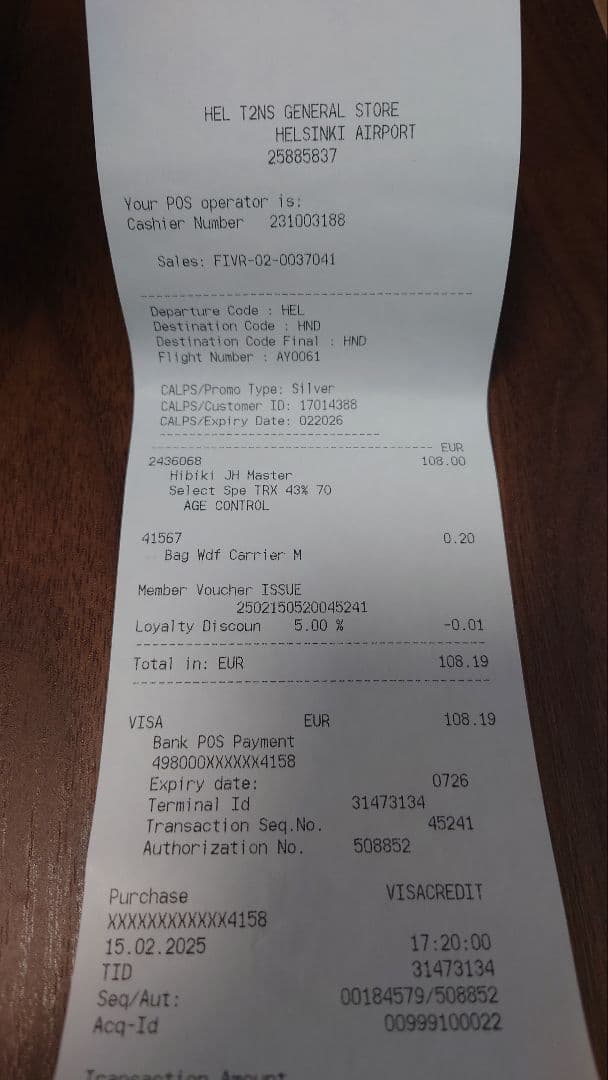 HEL T2NS GENERAL STORE
HELSINKI AIRPORT
25885837
Your POS operator is:
Cashier Number 231003188
Sales: FIVR-02-0037041
Departure Code : HEL
Destination Code : HND
Destination Code Final : HND
Flight Number : AY0061
CALPS/Promo Type: Silver
CALPS/Customer ID: 17014388
CALPS/Expiry Date: 022026
EUR
2436068 108.00
Hibiki JH Master
Select Spe TRX 43% 70
AGE CONTROL
41567 0.20
Bag Wdf Carrier M
Member Voucher ISSUE
2502150520045241
Loyalty Discoun 5.00 % -0.01
Total in: EUR 108.19
VISA EUR 108.19
Bank POS Payment
498000XXXXXX4158
Expiry date: 0726
Terminal Id 31473134
Transaction Seq.No. 45241
Authorization No. 508852
Purchase VISACREDIT
XXXXXXXXXXXX4158
15.02.2025 17:20:00
TID 31473134
Seq/Aut: 00184579/508852
Acq-Id 00999100022
Transaction Amount